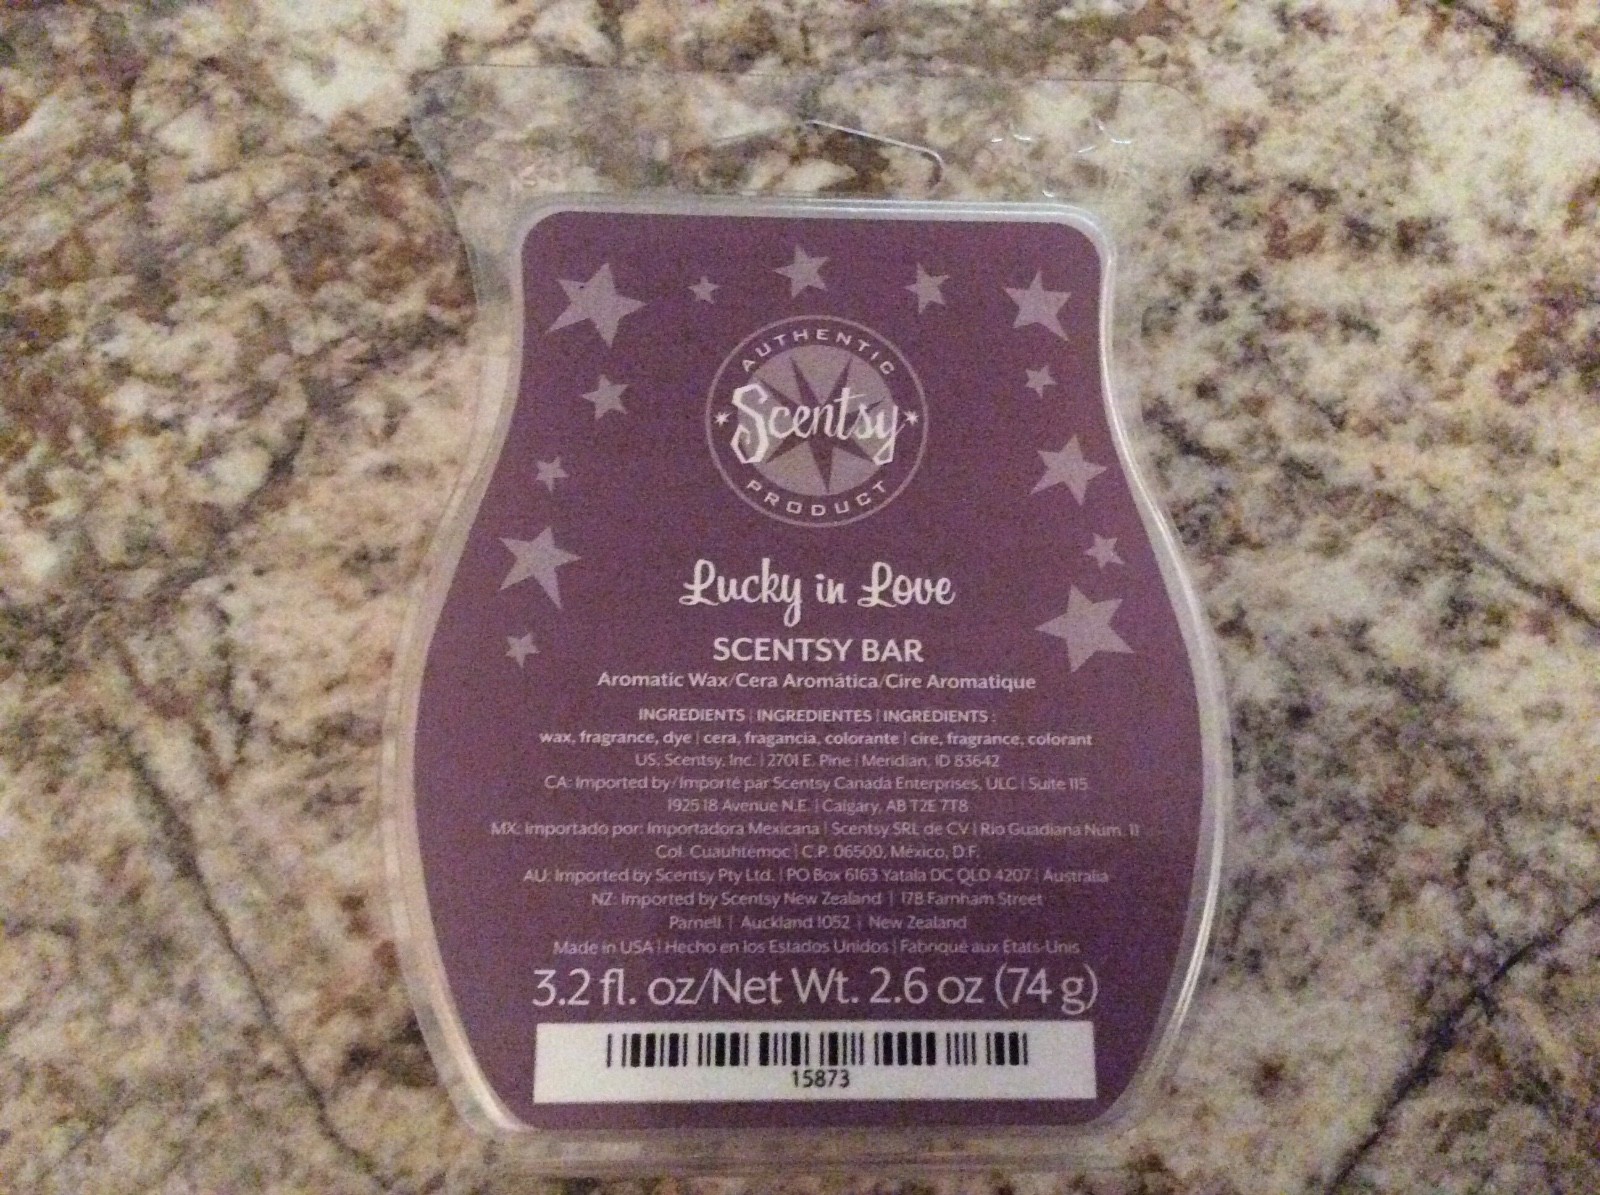 AUTHENTIC
Scentsy
PRODUCT
Lucky in Love
SCENTSY BAR
Aromatic Wax/Cera Aromática/Cire Aromatique
INGREDIENTS | INGREDIENTES | INGRÉDIENTS :
wax, fragrance, dye | cera, fragancia, colorante | cire, fragrance, colorant
US: Scentsy, Inc. | 2701 E. Pine | Meridian, ID 83642
CA: Imported by/Importé par Scentsy Canada Enterprises, ULC | Suite 115
1925 18 Avenue N.E. | Calgary, AB T2E 7T8
MX: Importado por: Importadora Mexicana | Scentsy SRL de CV | Río Guadiana Num. 11
Col. Cuauhtémoc | C.P. 06500, México, D.F.
AU: Imported by Scentsy Pty Ltd. | PO Box 6163 Yatala DC QLD 4207 | Australia
NZ: Imported by Scentsy New Zealand | 178 Farnham Street
Parnell | Auckland 1052 | New Zealand
Made in USA | Hecho en los Estados Unidos | Fabriqué aux États-Unis
3.2 fl. oz/Net Wt. 2.6 oz (74 g)
15873